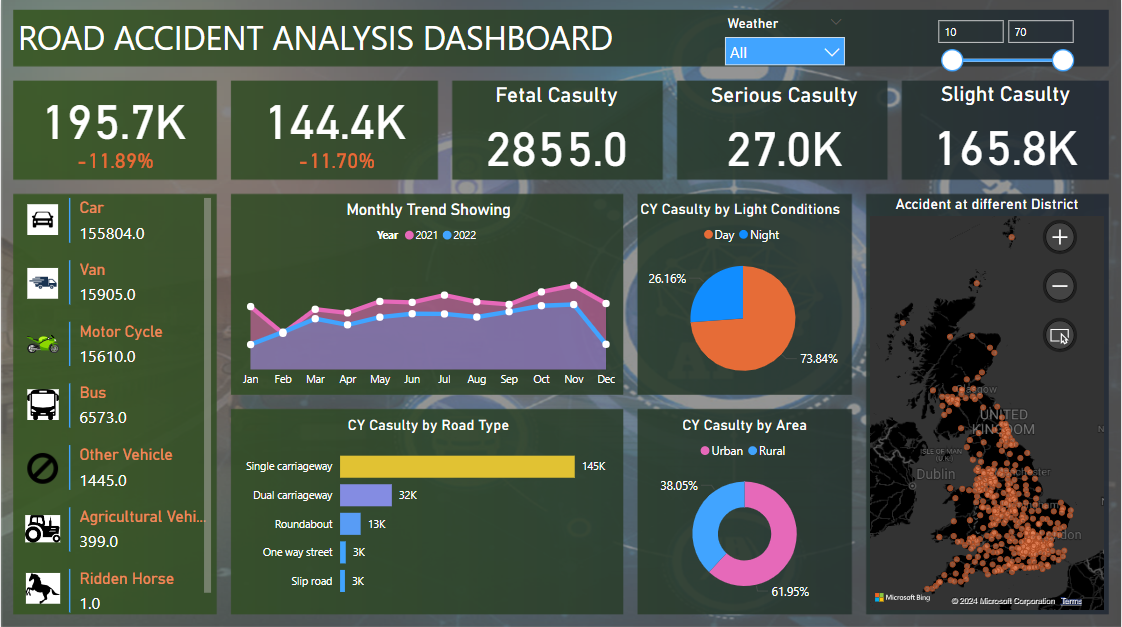 ROAD ACCIDENT ANALYSIS DASHBOARD
Weather
All
10
70
195.7K
-11.89%
144.4K
-11.70%
Fetal Casulty
2855.0
Serious Casulty
27.0K
Slight Casulty
165.8K
Car
155804.0
Van
15905.0
Motor Cycle
15610.0
Bus
6573.0
Other Vehicle
1445.0
Agricultural Vehi...
399.0
Ridden Horse
1.0
Monthly Trend Showing
Year 2021 2022
Jan Feb Mar Apr May Jun Jul Aug Sep Oct Nov Dec
CY Casulty by Light Conditions
Day Night
26.16%
73.84%
CY Casulty by Road Type
Single carriageway 145K
Dual carriageway 32K
Roundabout 13K
One way street 3K
Slip road 3K
CY Casulty by Area
Urban Rural
38.05%
61.95%
Accident at different District
Glasgow
UNITED
KINGDOM
ISLE OF MAN
(U.K.)
Dublin
Microsoft Bing
© 2024 Microsoft Corporation Terms